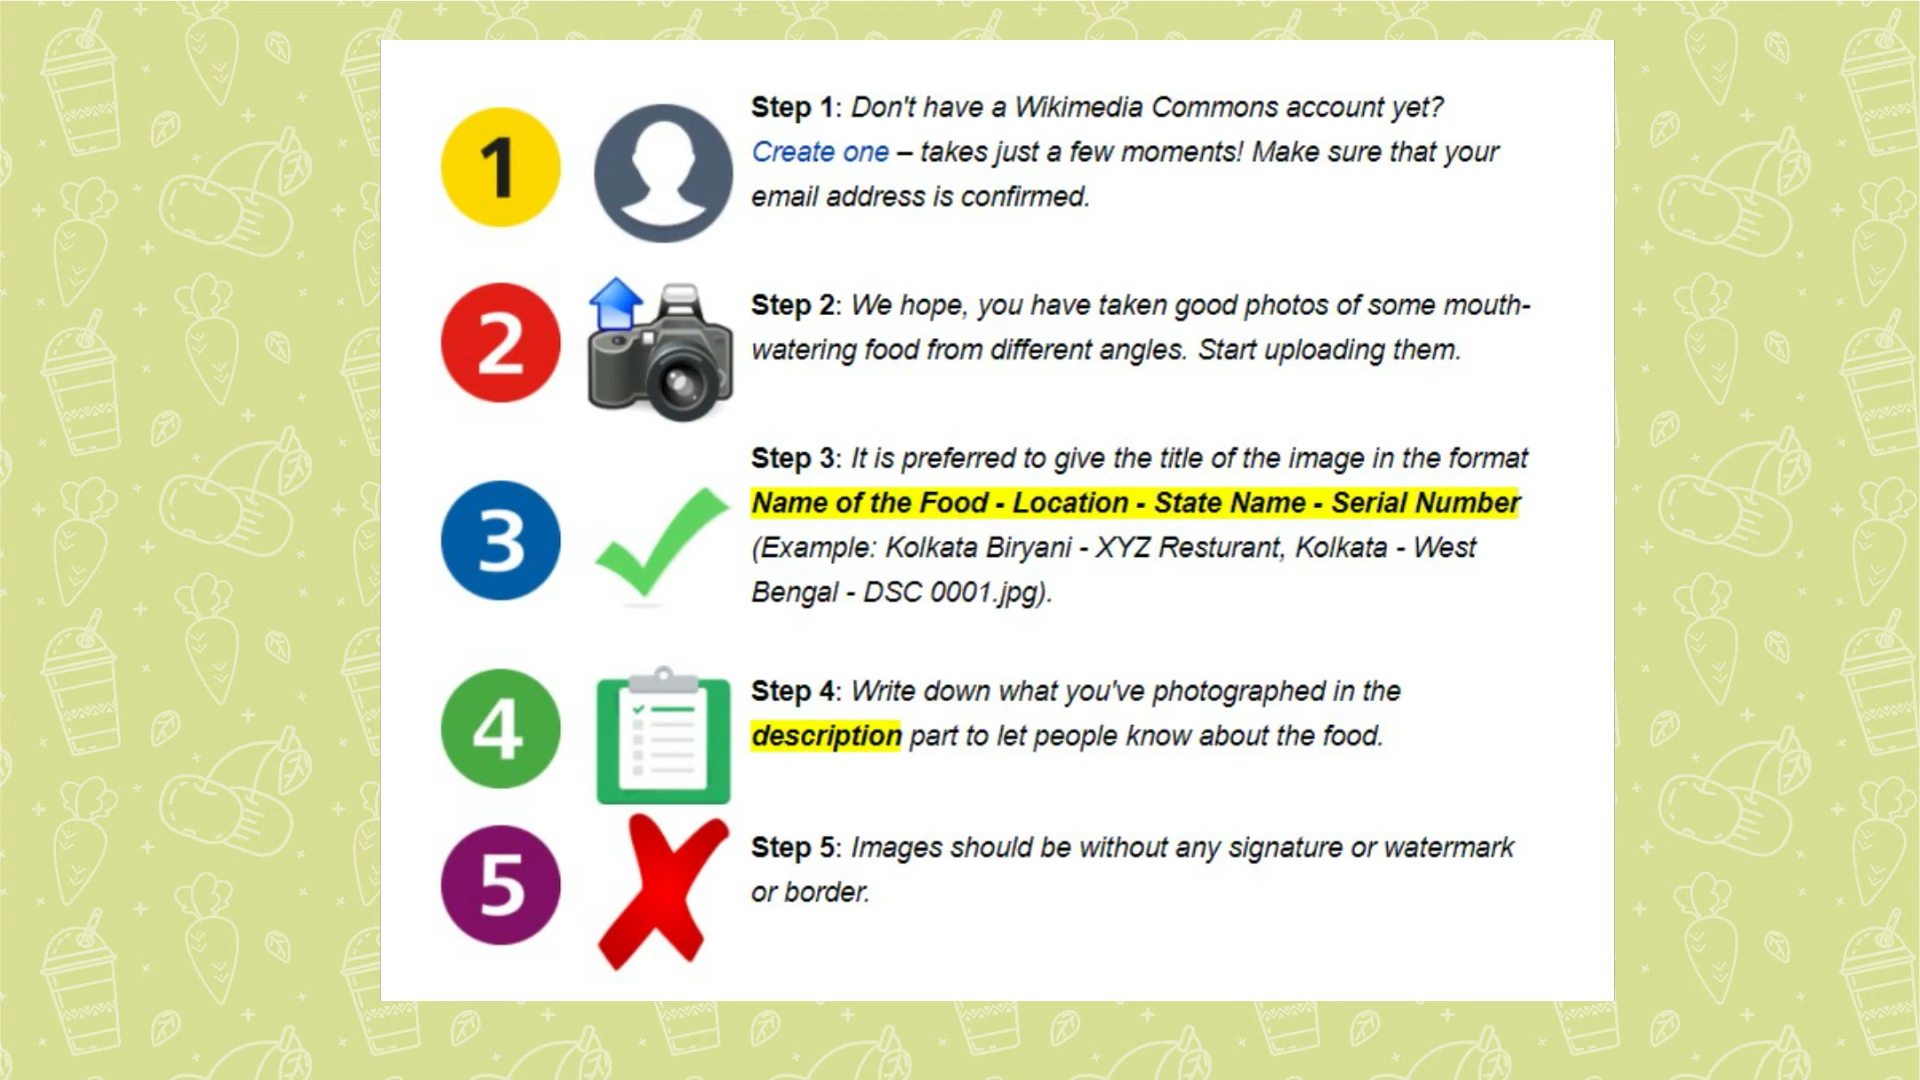 1
Step 1: Don't have a Wikimedia Commons account yet?
Create one – takes just a few moments! Make sure that your
email address is confirmed.
2
Step 2: We hope, you have taken good photos of some mouth-
watering food from different angles. Start uploading them.
3
Step 3: It is preferred to give the title of the image in the format
Name of the Food - Location - State Name - Serial Number
(Example: Kolkata Biryani - XYZ Resturant, Kolkata - West
Bengal - DSC 0001.jpg).
4
Step 4: Write down what you've photographed in the
description part to let people know about the food.
5
Step 5: Images should be without any signature or watermark
or border.